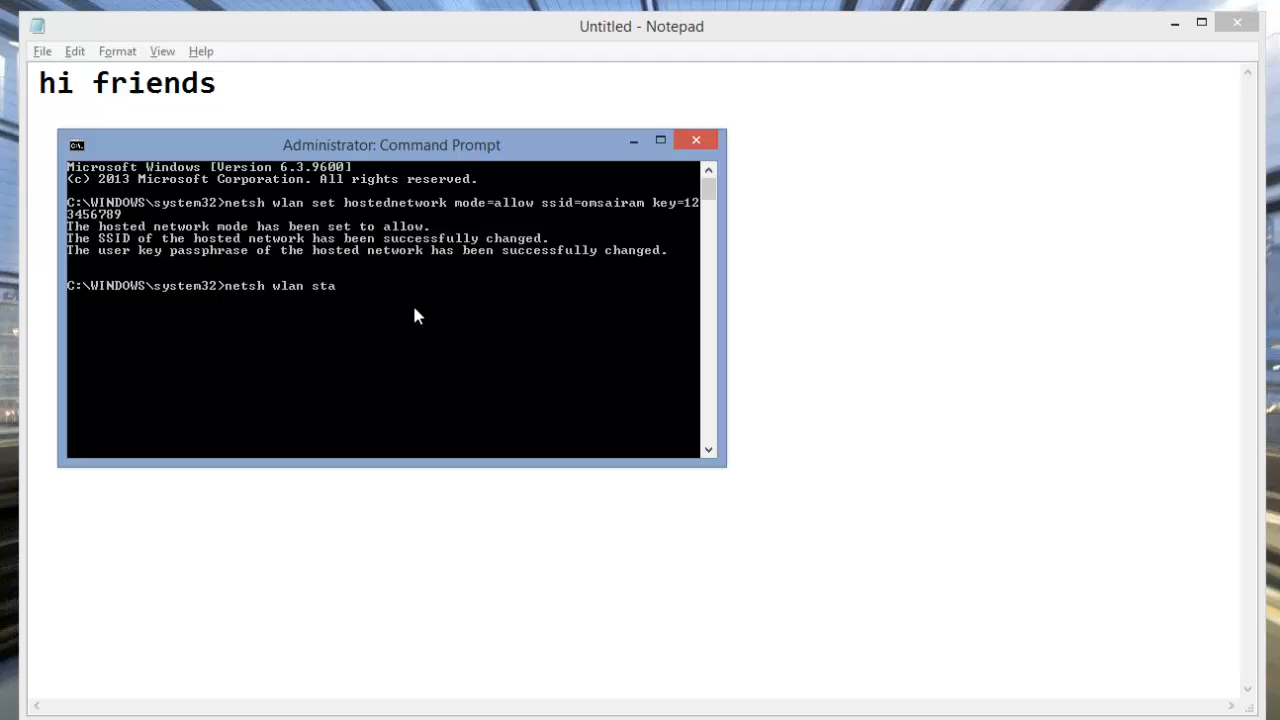 Untitled - Notepad
File Edit Format View Help
hi friends
Administrator: Command Prompt
Microsoft Windows [Version 6.3.9600]
(c) 2013 Microsoft Corporation. All rights reserved.
C:\WINDOWS\system32>netsh wlan set hostednetwork mode=allow ssid=omsairam key=12
3456789
The hosted network mode has been set to allow.
The SSID of the hosted network has been successfully changed.
The user key passphrase of the hosted network has been successfully changed.
C:\WINDOWS\system32>netsh wlan sta